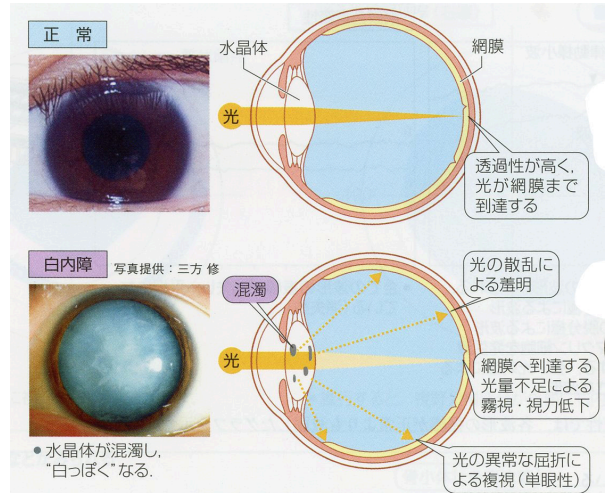 正常
水晶体
網膜
光
透過性が高く,
光が網膜まで
到達する
白内障
写真提供：三方 修
混濁
光
光の散乱に
よる羞明
網膜へ到達する
光量不足による
霧視・視力低下
光の異常な屈折に
よる複視（単眼性）
● 水晶体が混濁し,
“白っぽく”なる.